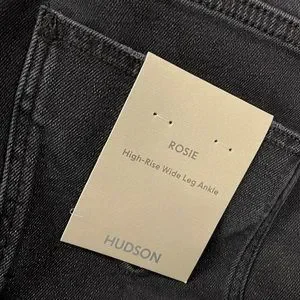 ROSIE
High-Rise Wide Leg Ankle
HUDSON